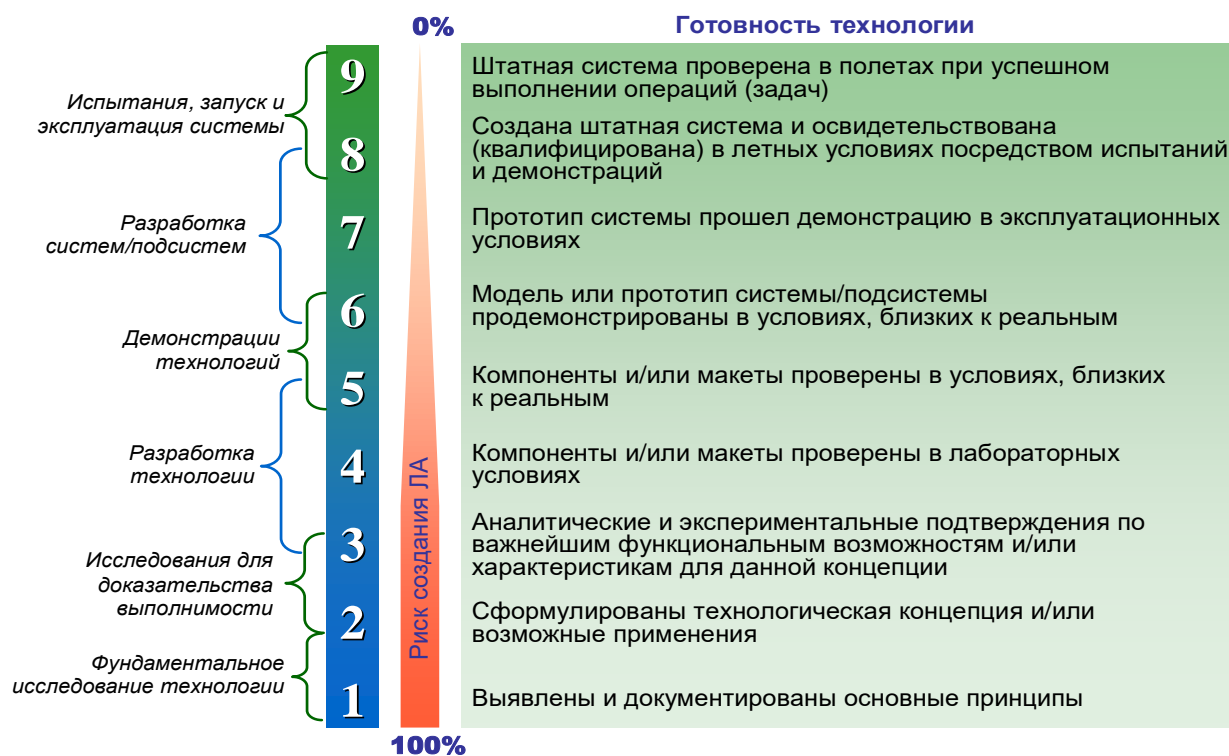 0%
Готовность технологии
Испытания, запуск и
эксплуатация системы
Разработка
систем/подсистем
Демонстрации
технологий
Разработка
технологии
Исследования для
доказательства
выполнимости
Фундаментальное
исследование технологии
9
8
7
6
5
4
3
2
1
Риск создания ЛА
100%
Штатная система проверена в полетах при успешном
выполнении операций (задач)
Создана штатная система и освидетельствована
(квалифицирована) в летных условиях посредством испытаний
и демонстраций
Прототип системы прошел демонстрацию в эксплуатационных
условиях
Модель или прототип системы/подсистемы
продемонстрированы в условиях, близких к реальным
Компоненты и/или макеты проверены в условиях, близких
к реальным
Компоненты и/или макеты проверены в лабораторных
условиях
Аналитические и экспериментальные подтверждения по
важнейшим функциональным возможностям и/или
характеристикам для данной концепции
Сформулированы технологическая концепция и/или
возможные применения
Выявлены и документированы основные принципы